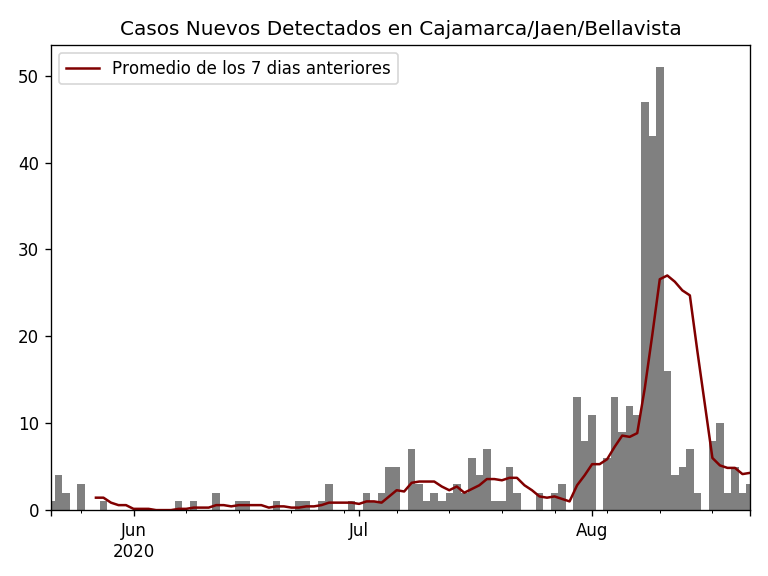 Casos Nuevos Detectados en Cajamarca/Jaen/Bellavista
Promedio de los 7 dias anteriores
50
40
30
20
10
0
Jun
2020
Jul
Aug